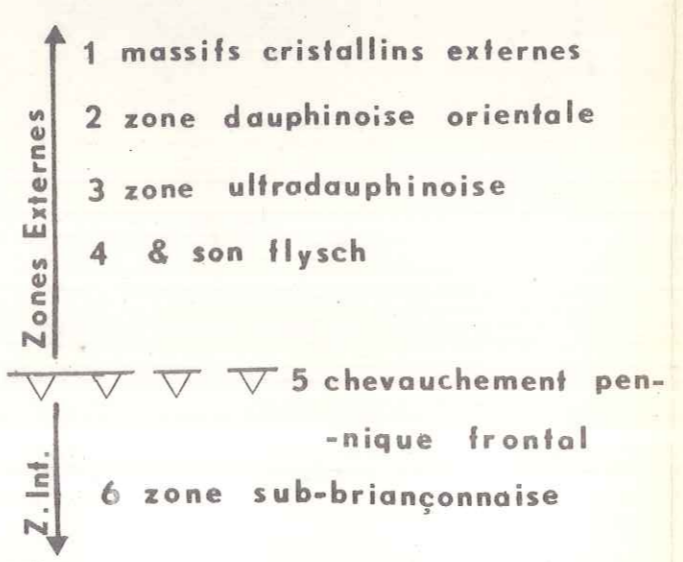 1 massifs cristallins externes
2 zone dauphinoise orientale
3 zone ultradauphinoise
4 & son flysch
Zones Externes
5 chevauchement pen-
-nique frontal
6 zone sub-briançonnaise
Z. Int.